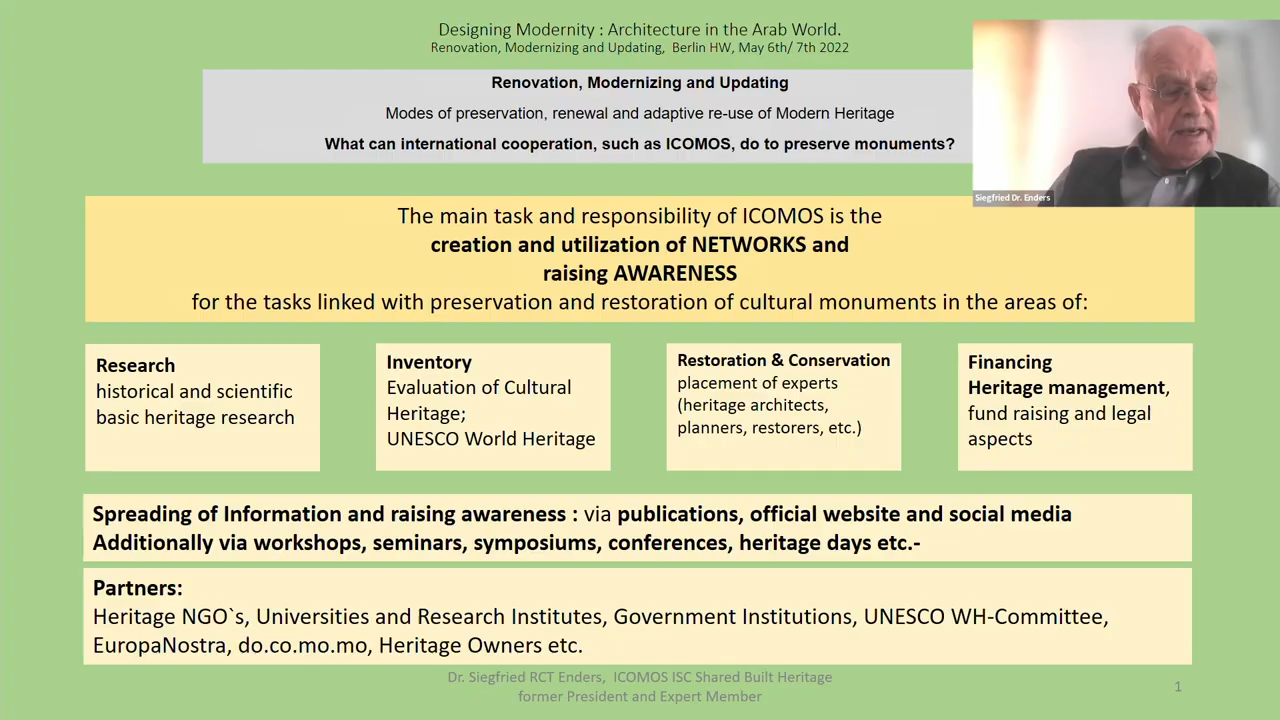 Designing Modernity : Architecture in the Arab World.
Renovation, Modernizing and Updating, Berlin HW, May 6th/ 7th 2022
Renovation, Modernizing and Updating
Modes of preservation, renewal and adaptive re-use of Modern Heritage
What can international cooperation, such as ICOMOS, do to preserve monuments?
Siegfried Dr. Enders
The main task and responsibility of ICOMOS is the
creation and utilization of NETWORKS and
raising AWARENESS
for the tasks linked with preservation and restoration of cultural monuments in the areas of:
Research
historical and scientific
basic heritage research
Inventory
Evaluation of Cultural
Heritage;
UNESCO World Heritage
Restoration & Conservation
placement of experts
(heritage architects,
planners, restorers, etc.)
Financing
Heritage management,
fund raising and legal
aspects
Spreading of Information and raising awareness : via publications, official website and social media
Additionally via workshops, seminars, symposiums, conferences, heritage days etc.-
Partners:
Heritage NGO`s, Universities and Research Institutes, Government Institutions, UNESCO WH-Committee,
EuropaNostra, do.co.mo.mo, Heritage Owners etc.
Dr. Siegfried RCT Enders, ICOMOS ISC Shared Built Heritage
former President and Expert Member
1